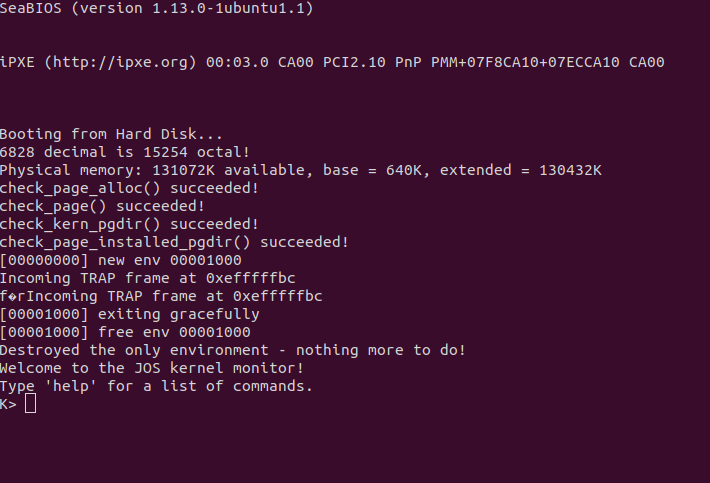 SeaBIOS (version 1.13.0-1ubuntu1.1)
iPXE (http://ipxe.org) 00:03.0 CA00 PCI2.10 PnP PMM+07F8CA10+07ECCA10 CA00
Booting from Hard Disk...
6828 decimal is 15254 octal!
Physical memory: 131072K available, base = 640K, extended = 130432K
check_page_alloc() succeeded!
check_page() succeeded!
check_kern_pgdir() succeeded!
check_page_installed_pgdir() succeeded!
[00000000] new env 00001000
Incoming TRAP frame at 0xefffffbc
f�rIncoming TRAP frame at 0xefffffbc
[00001000] exiting gracefully
[00001000] free env 00001000
Destroyed the only environment - nothing more to do!
Welcome to the JOS kernel monitor!
Type 'help' for a list of commands.
K>